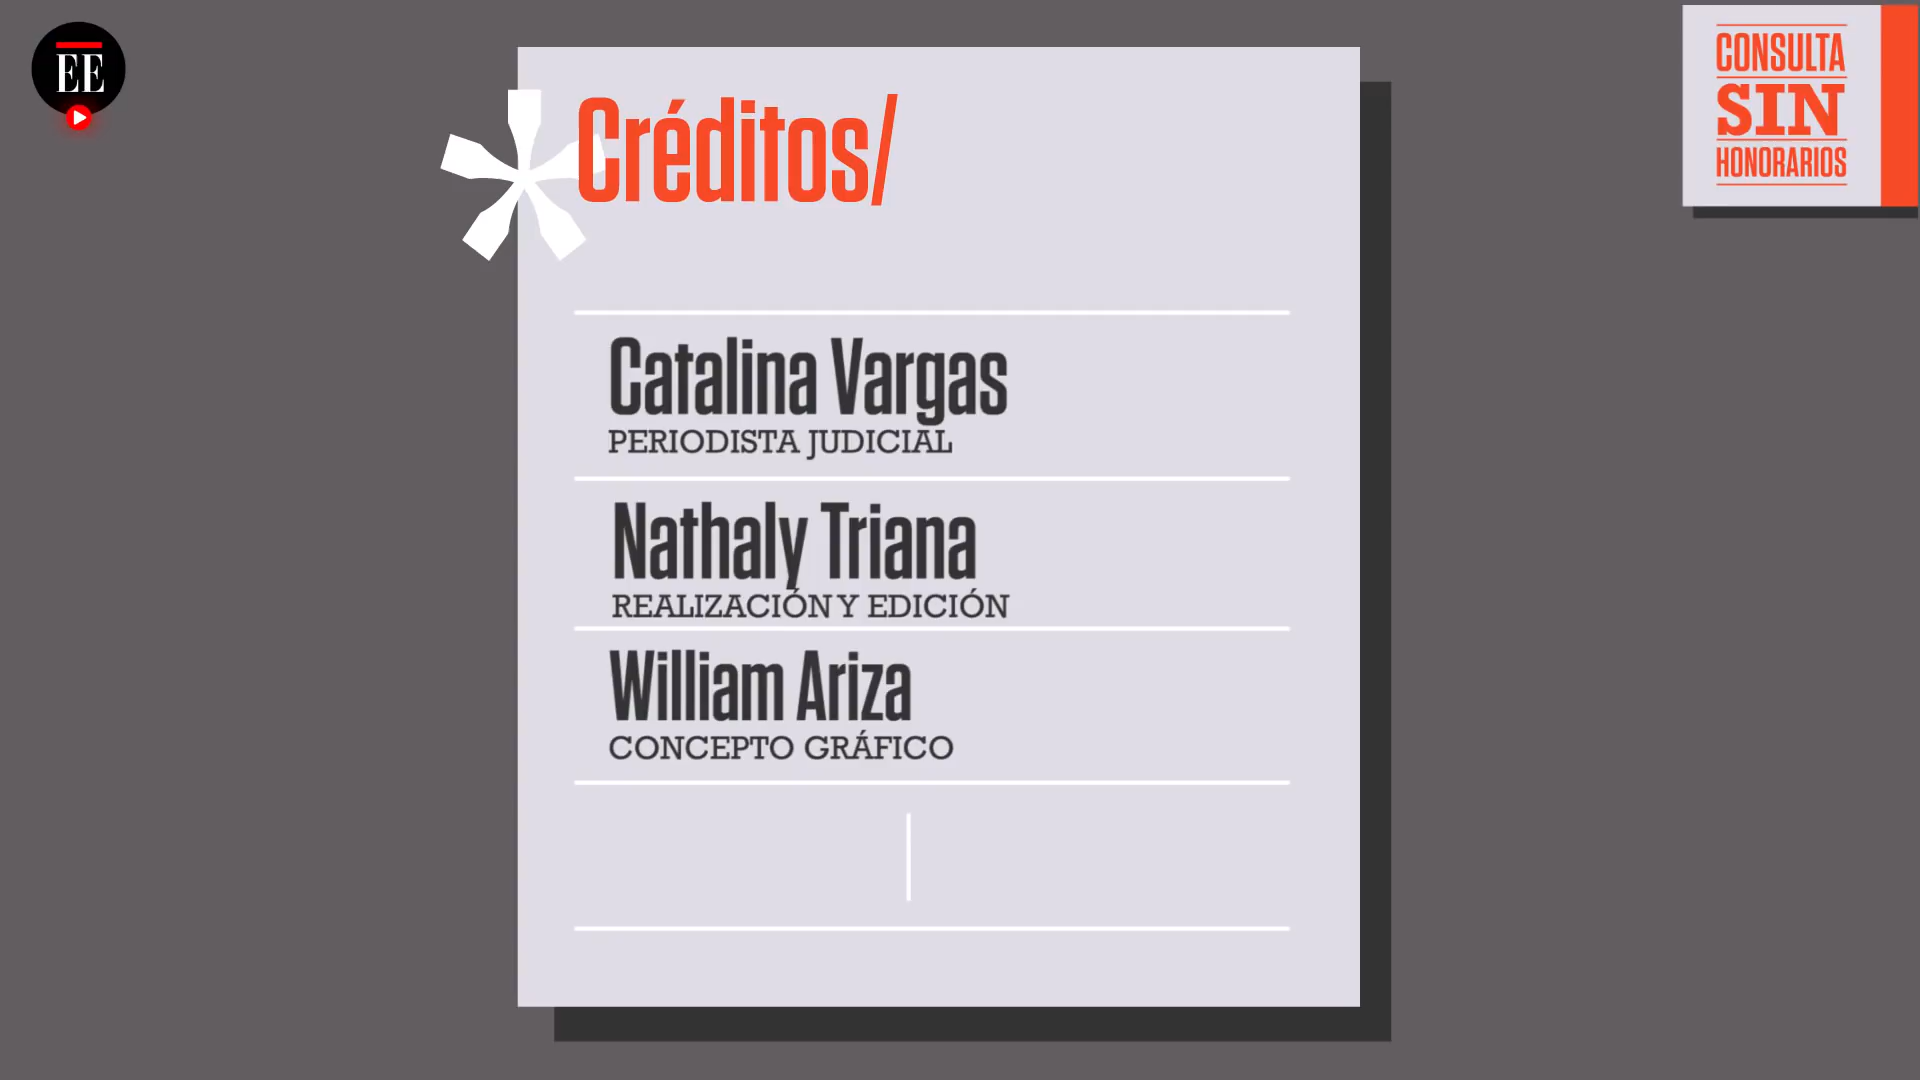 EE
CONSULTA
SIN
HONORARIOS
Créditos/
Catalina Vargas
PERIODISTA JUDICIAL
Nathaly Triana
REALIZACIÓN Y EDICIÓN
William Ariza
CONCEPTO GRÁFICO